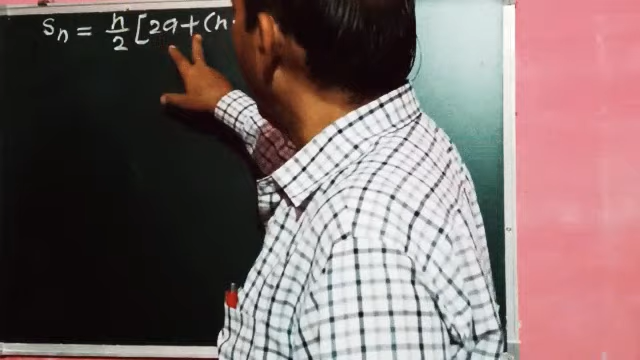 Sn = n/2 [2a + (n